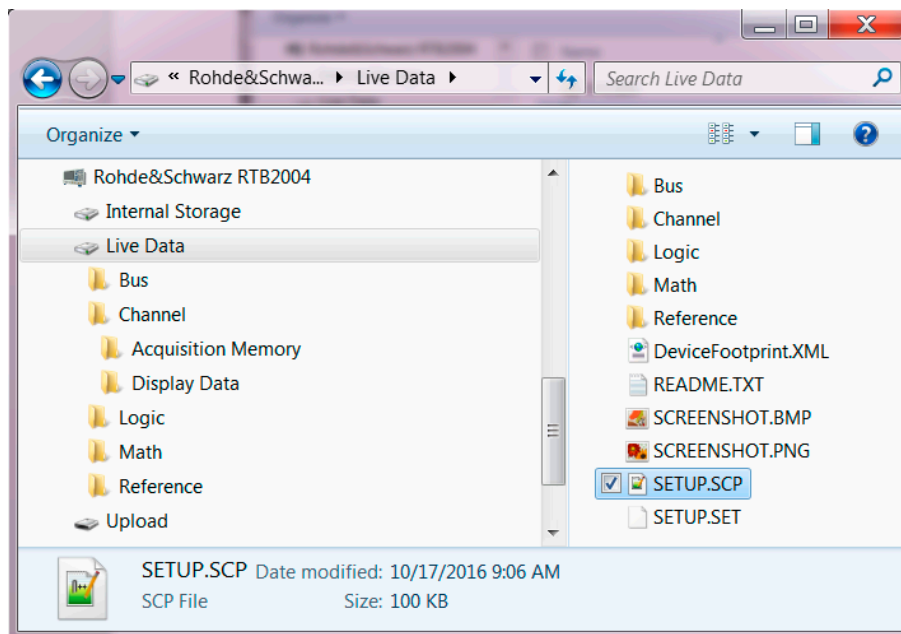 Organize
« Rohde&Schwa... Live Data
Search Live Data
Organize
Rohde&Schwarz RTB2004
Internal Storage
Live Data
Bus
Channel
Acquisition Memory
Display Data
Logic
Math
Reference
Upload
Bus
Channel
Logic
Math
Reference
DeviceFootprint.XML
README.TXT
SCREENSHOT.BMP
SCREENSHOT.PNG
SETUP.SCP
SETUP.SET
SETUP.SCP Date modified: 10/17/2016 9:06 AM
SCP File Size: 100 KB